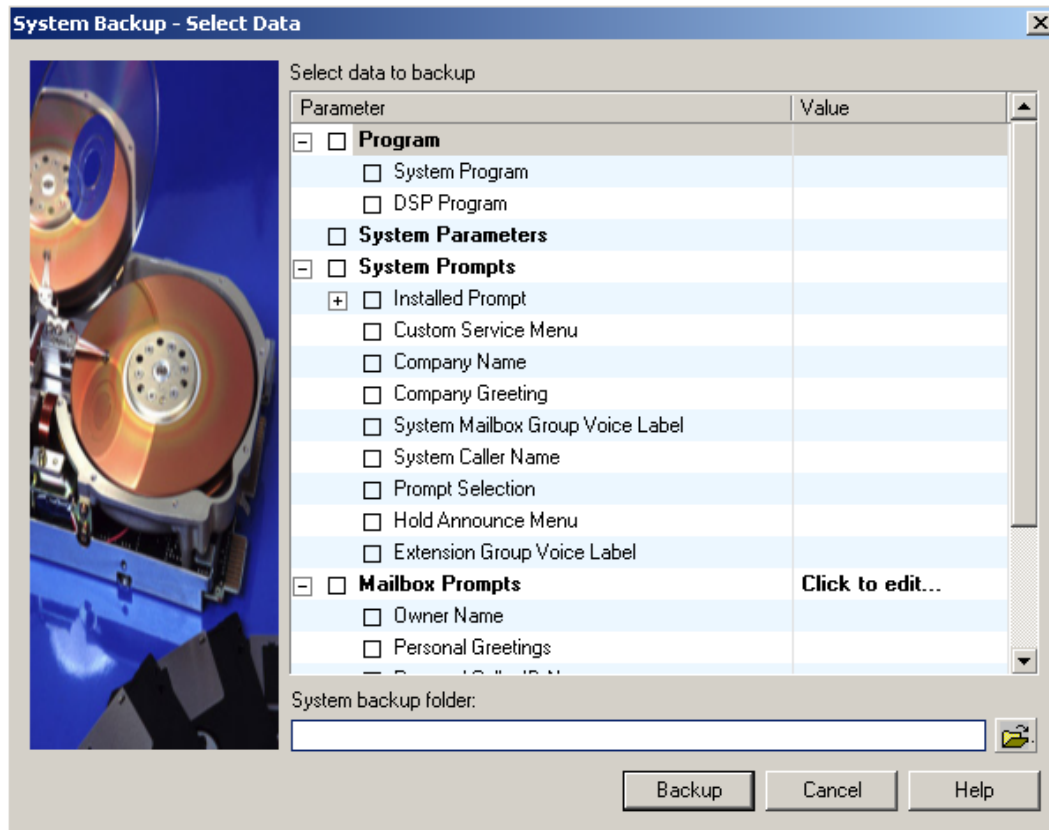 System Backup - Select Data
Select data to backup
Parameter Value
Program
System Program
DSP Program
System Parameters
System Prompts
Installed Prompt
Custom Service Menu
Company Name
Company Greeting
System Mailbox Group Voice Label
System Caller Name
Prompt Selection
Hold Announce Menu
Extension Group Voice Label
Mailbox Prompts Click to edit...
Owner Name
Personal Greetings
System backup folder:
Backup Cancel Help